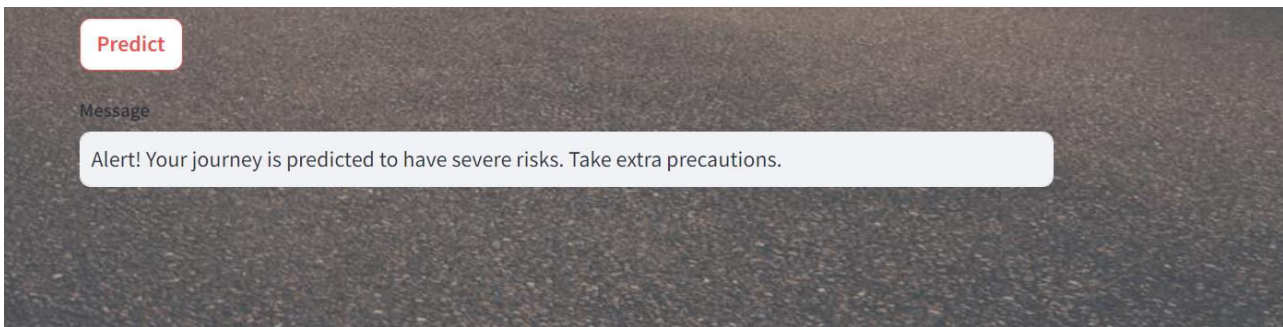 Predict
Message
Alert! Your journey is predicted to have severe risks. Take extra precautions.